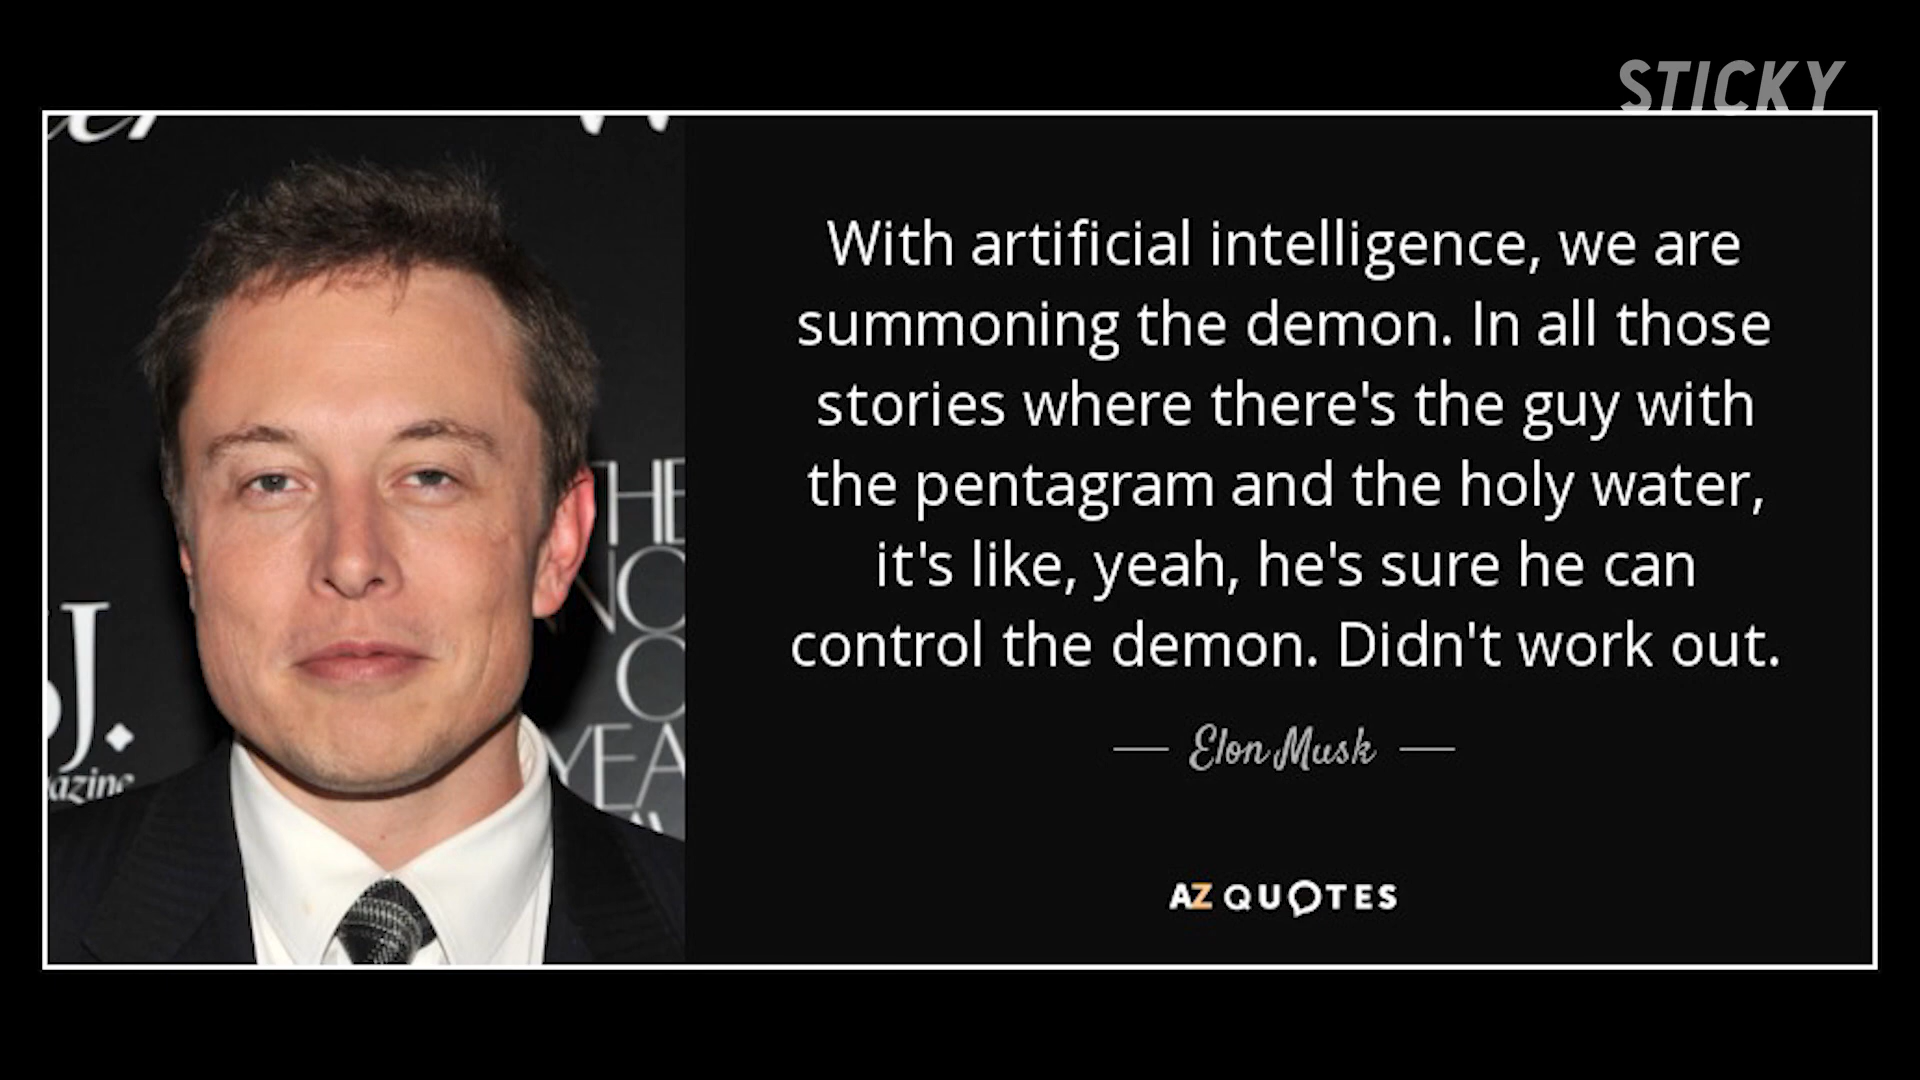 STICKY
With artificial intelligence, we are
summoning the demon. In all those
stories where there's the guy with
the pentagram and the holy water,
it's like, yeah, he's sure he can
control the demon. Didn't work out.
Elon Musk
AZ QUOTES
THE
J.
azine